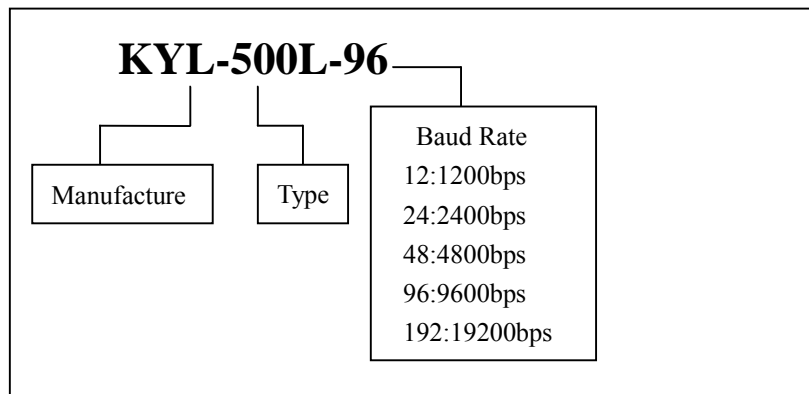 KYL-500L-96
Manufacture
Type
Baud Rate
12:1200bps
24:2400bps
48:4800bps
96:9600bps
192:19200bps